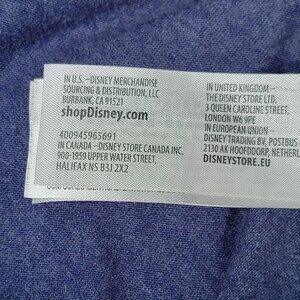 IN U.S. –DISNEY MERCHANDISE
SOURCING & DISTRIBUTION, LLC
BURBANK, CA 91521
shopDisney.com
400945965691
IN CANADA – DISNEY STORE CANADA INC.
900-1959 UPPER WATER STREET,
HALIFAX NS B3J 2X2
IN UNITED KINGDOM –
THE DISNEY STORE LTD.
3 QUEEN CAROLINE STREET,
LONDON W6 9PE
IN EUROPEAN UNION –
DISNEY TRADING B.V. POSTBUS
2130 AK HOOFDDORP, NETHER
DISNEYSTORE.EU